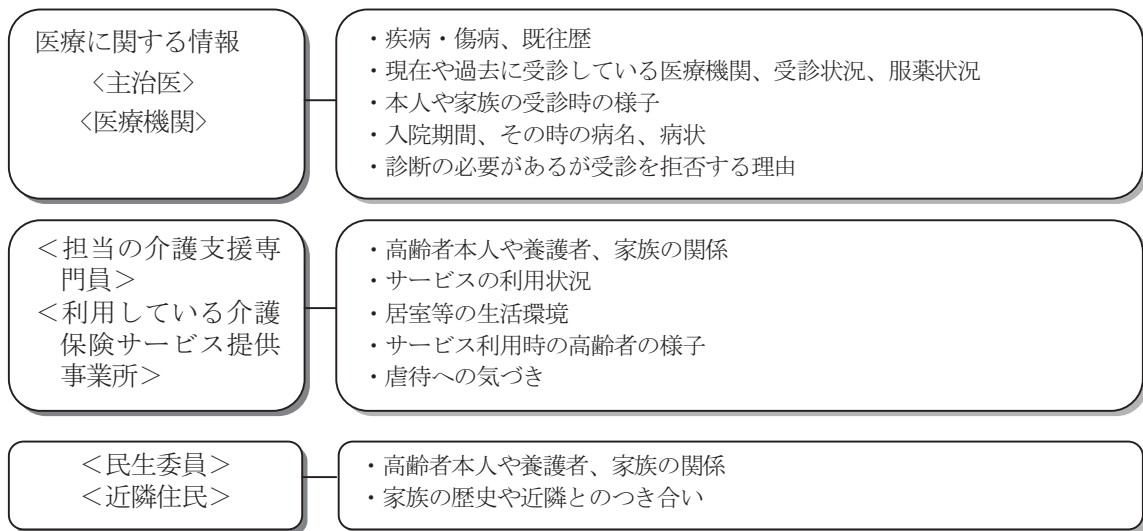 医療に関する情報
<主治医>
<医療機関>
・疾病・傷病、既往歴
・現在や過去に受診している医療機関、受診状況、服薬状況
・本人や家族の受診時の様子
・入院期間、その時の病名、病状
・診断の必要があるが受診を拒否する理由
＜担当の介護支援専
門員＞
＜利用している介護
保険サービス提供
事業所＞
・高齢者本人や養護者、家族の関係
・サービスの利用状況
・居室等の生活環境
・サービス利用時の高齢者の様子
・虐待への気づき
＜民生委員＞
＜近隣住民＞
・高齢者本人や養護者、家族の関係
・家族の歴史や近隣とのつき合い